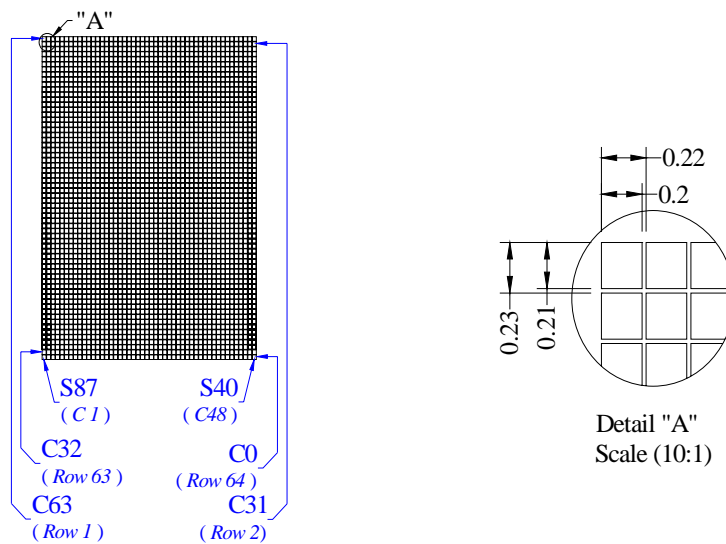 "A"
0.22
0.2
0.23
0.21
S87
( C 1 )
S40
( C48 )
C32
( Row 63 )
C0
( Row 64 )
C63
( Row 1 )
C31
( Row 2 )
Detail "A"
Scale (10:1)